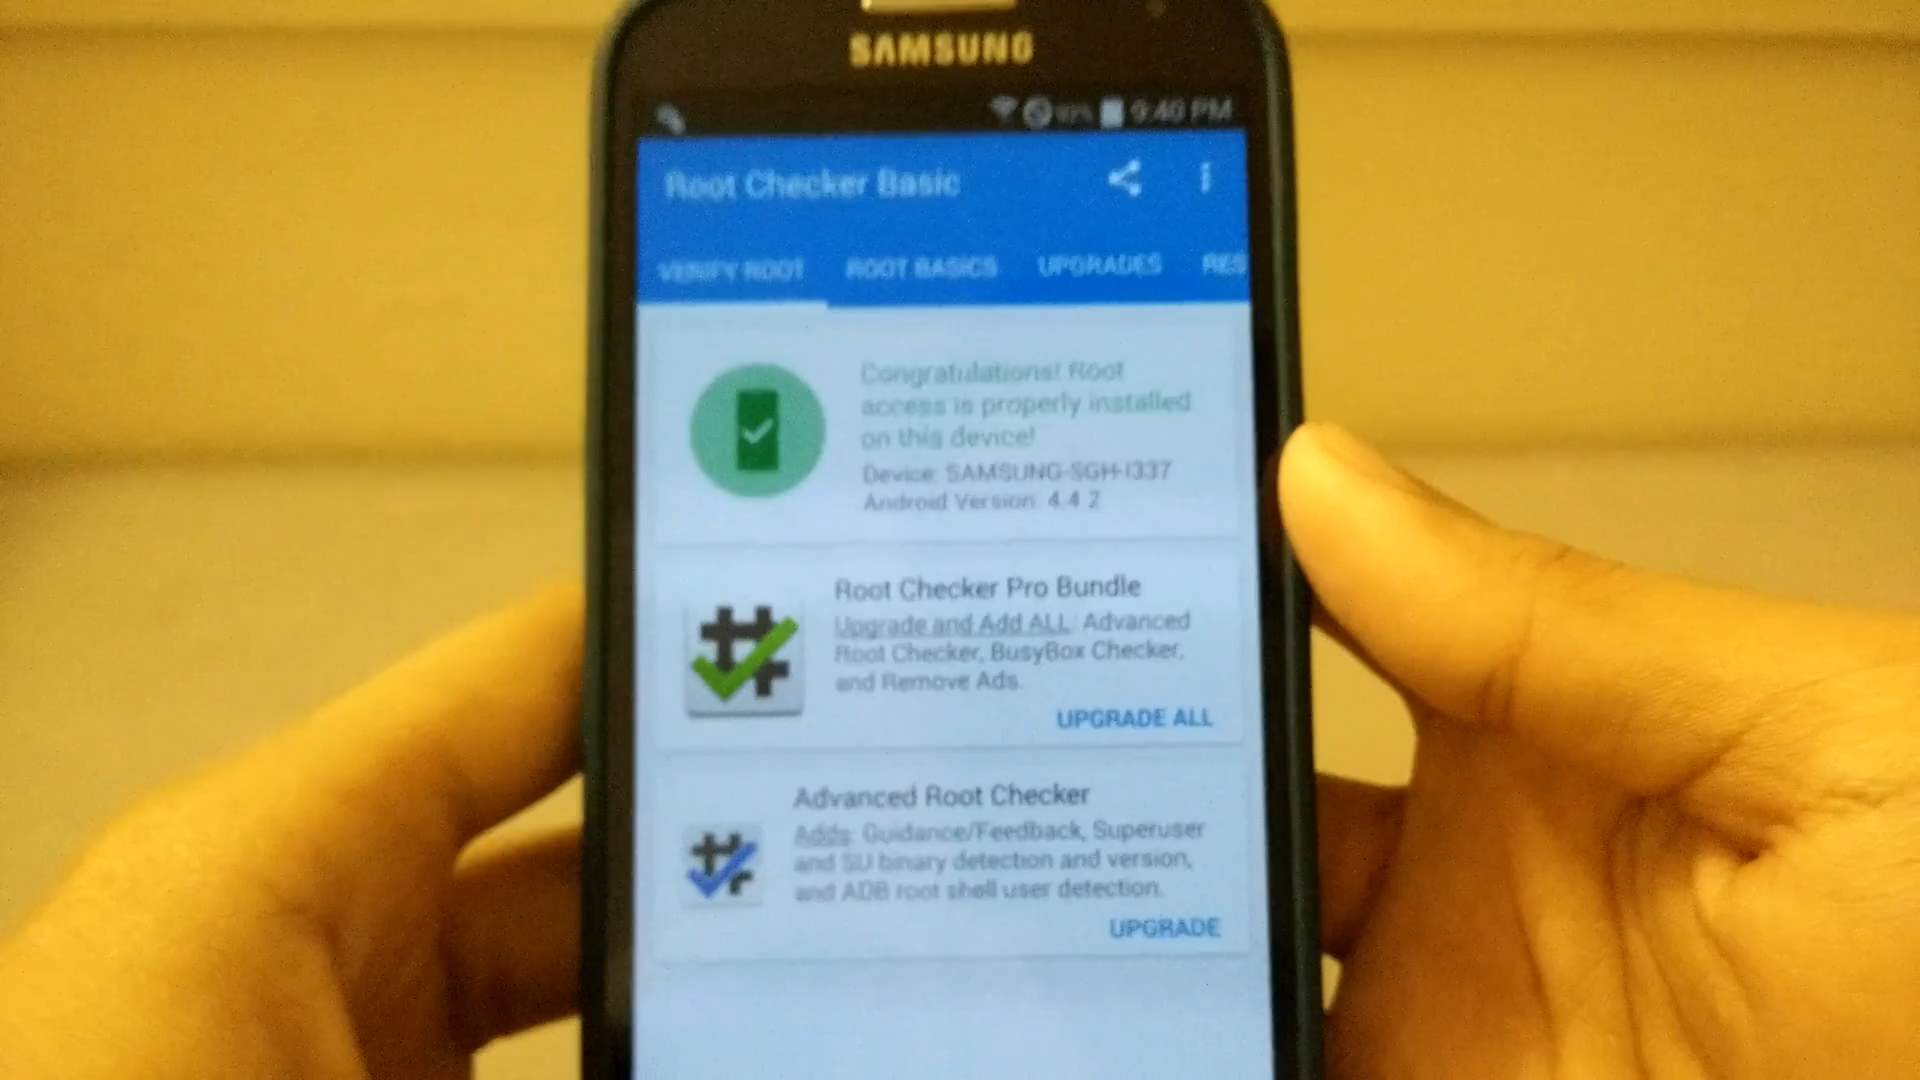 SAMSUNG
9:40 PM
Root Checker Basic
VERIFY ROOT ROOT BASICS UPGRADES RES
Congratulations! Root
access is properly installed
on this device!
Device: SAMSUNG-SGH-I337
Android Version: 4.4.2
Root Checker Pro Bundle
Upgrade and Add ALL: Advanced
Root Checker, BusyBox Checker,
and Remove Ads.
UPGRADE ALL
Advanced Root Checker
Adds: Guidance/Feedback, Superuser
and SU binary detection and version,
and ADB root shell user detection.
UPGRADE